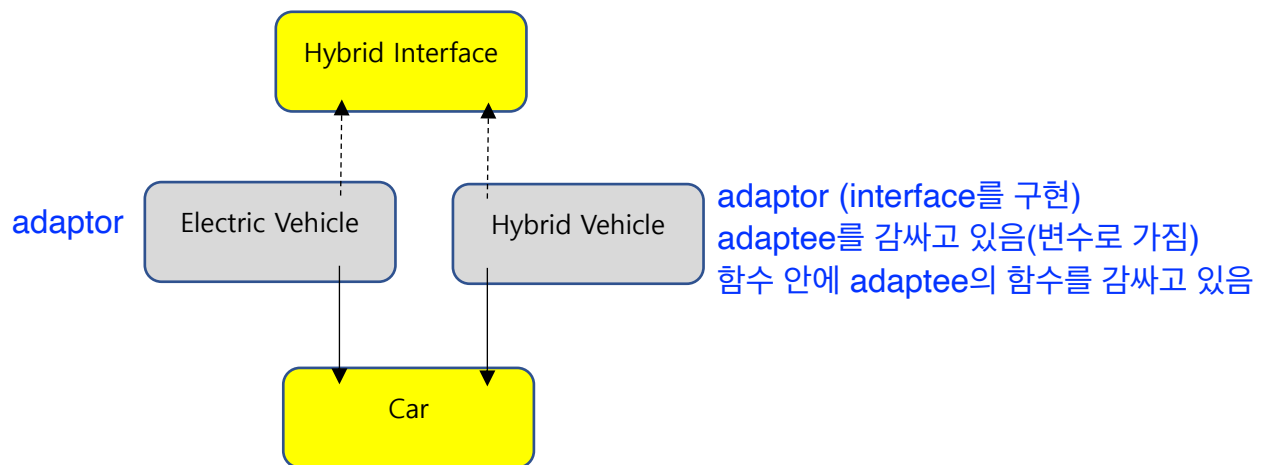 Hybrid Interface
adaptor
Electric Vehicle
Hybrid Vehicle
adaptor (interface를 구현)
adaptee를 감싸고 있음(변수로 가짐)
함수 안에 adaptee의 함수를 감싸고 있음
Car